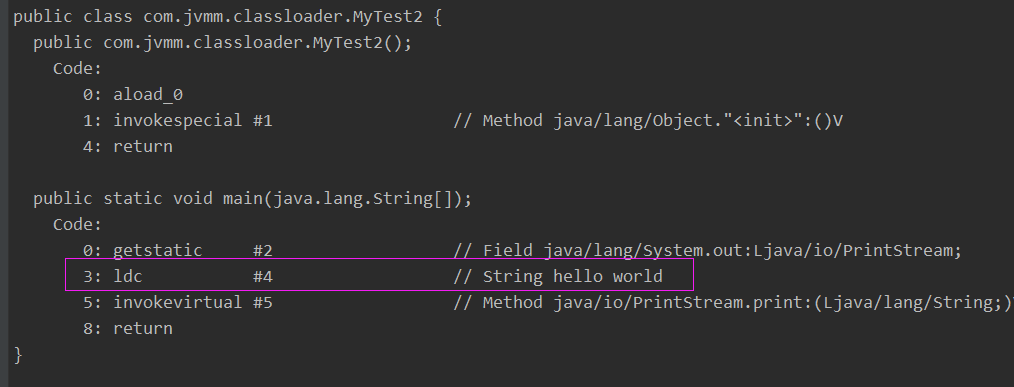 public class com.jvmm.classloader.MyTest2 {
  public com.jvmm.classloader.MyTest2();
    Code:
       0: aload_0
       1: invokespecial #1                  // Method java/lang/Object."<init>":()V
       4: return

  public static void main(java.lang.String[]);
    Code:
       0: getstatic     #2                  // Field java/lang/System.out:Ljava/io/PrintStream;
       3: ldc           #4                  // String hello world
       5: invokevirtual #5                  // Method java/io/PrintStream.print:(Ljava/lang/String;)
       8: return
}